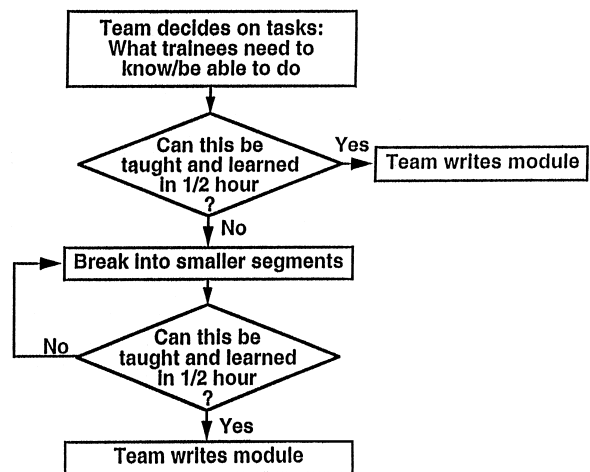 Team decides on tasks:
What trainees need to
know/be able to do
Can this be
taught and learned
in 1/2 hour
?
Yes
Team writes module
No
Break into smaller segments
Can this be
taught and learned
in 1/2 hour
?
No
Yes
Team writes module